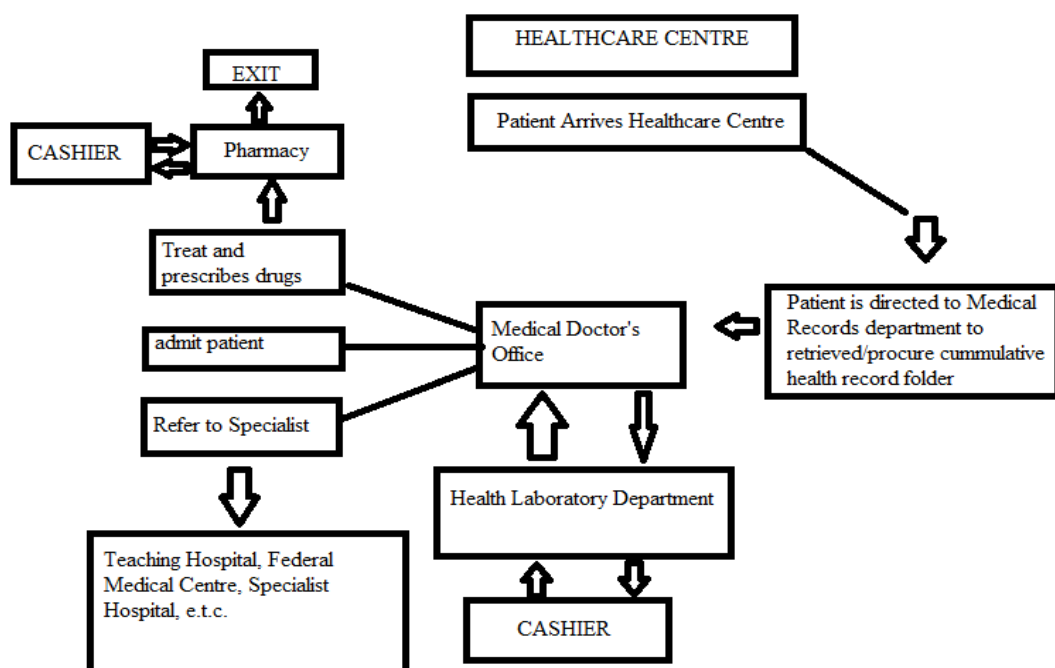 HEALTHCARE CENTRE
EXIT
Patient Arrives Healthcare Centre
CASHIER
Pharmacy
Treat and
prescribes drugs
Patient is directed to Medical
Records department to
retrieved/procure cummulative
health record folder
Medical Doctor's
Office
admit patient
Refer to Specialist
Health Laboratory Department
Teaching Hospital, Federal
Medical Centre, Specialist
Hospital, e.t.c.
CASHIER